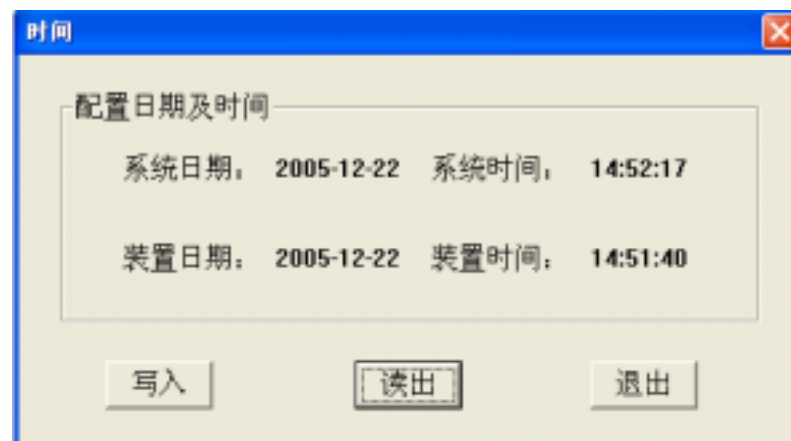 时间
配置日期及时间
系统日期： 2005-12-22 系统时间： 14:52:17
装置日期： 2005-12-22 装置时间： 14:51:40
写入 读出 退出